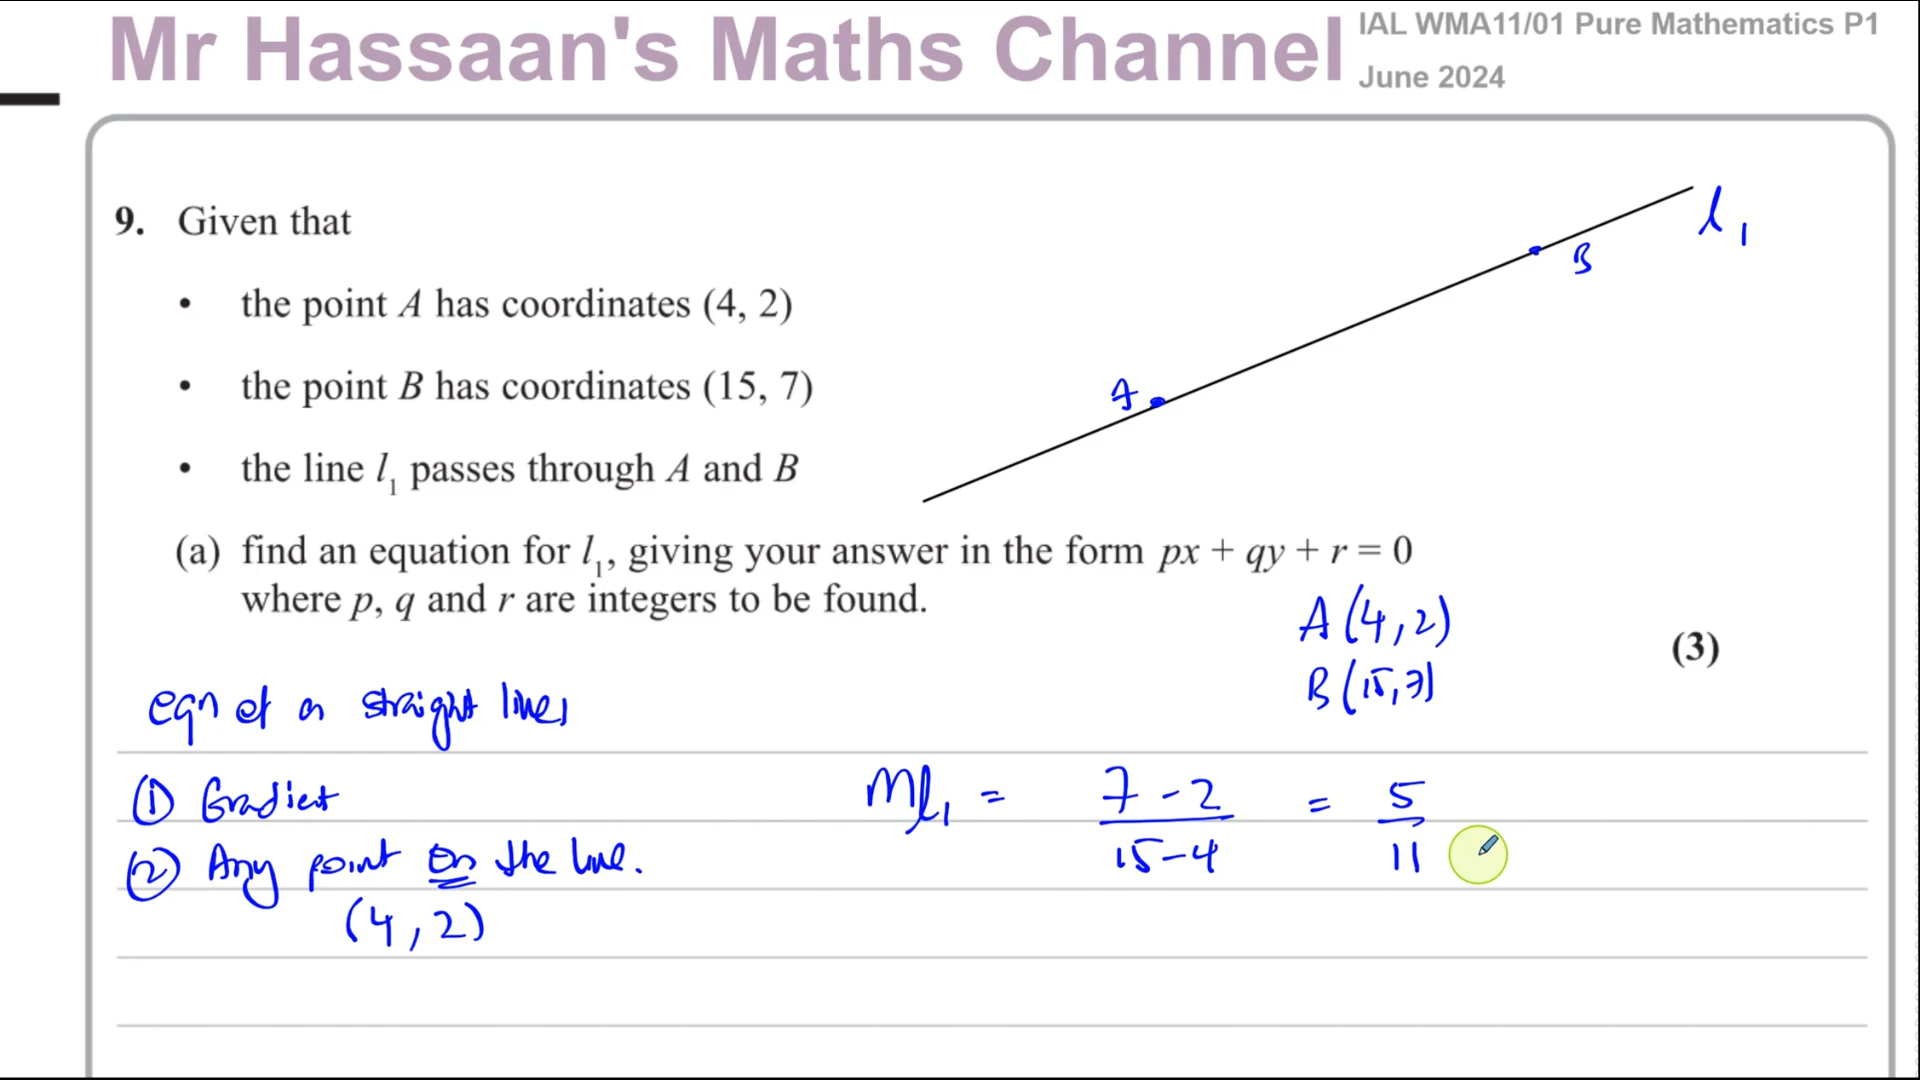 Mr Hassaan's Maths Channel
IAL WMA11/01 Pure Mathematics P1
June 2024
9. Given that
• the point A has coordinates (4, 2)
• the point B has coordinates (15, 7)
• the line l₁ passes through A and B
(a) find an equation for l₁, giving your answer in the form px + qy + r = 0
where p, q and r are integers to be found.
(3)
l₁
B
A
A(4,2)
B(15,7)
eqn of a straight line
① Gradient
② Any point on the line.
(4,2)
Ml₁ = 7-2 / 15-4 = 5 / 11